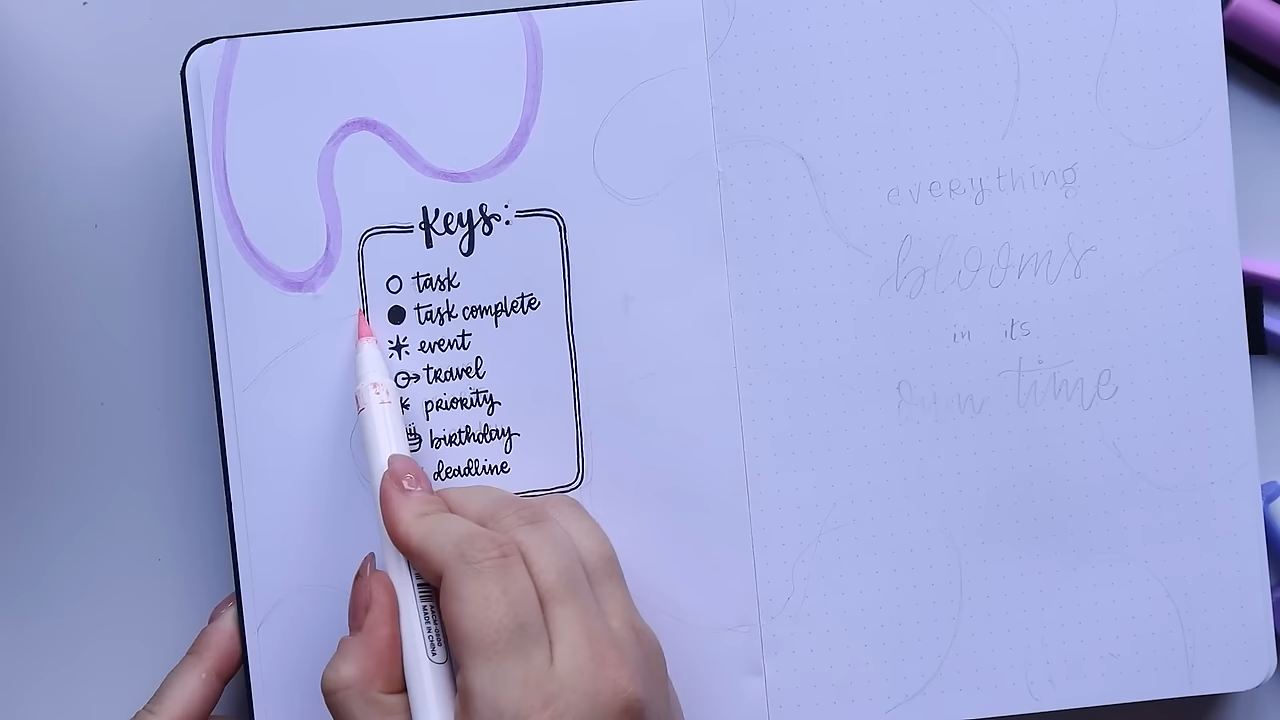 keys:
task
task complete
event
travel
priority
birthday
deadline
everything
blooms
in its
own time
MADE IN CHINA